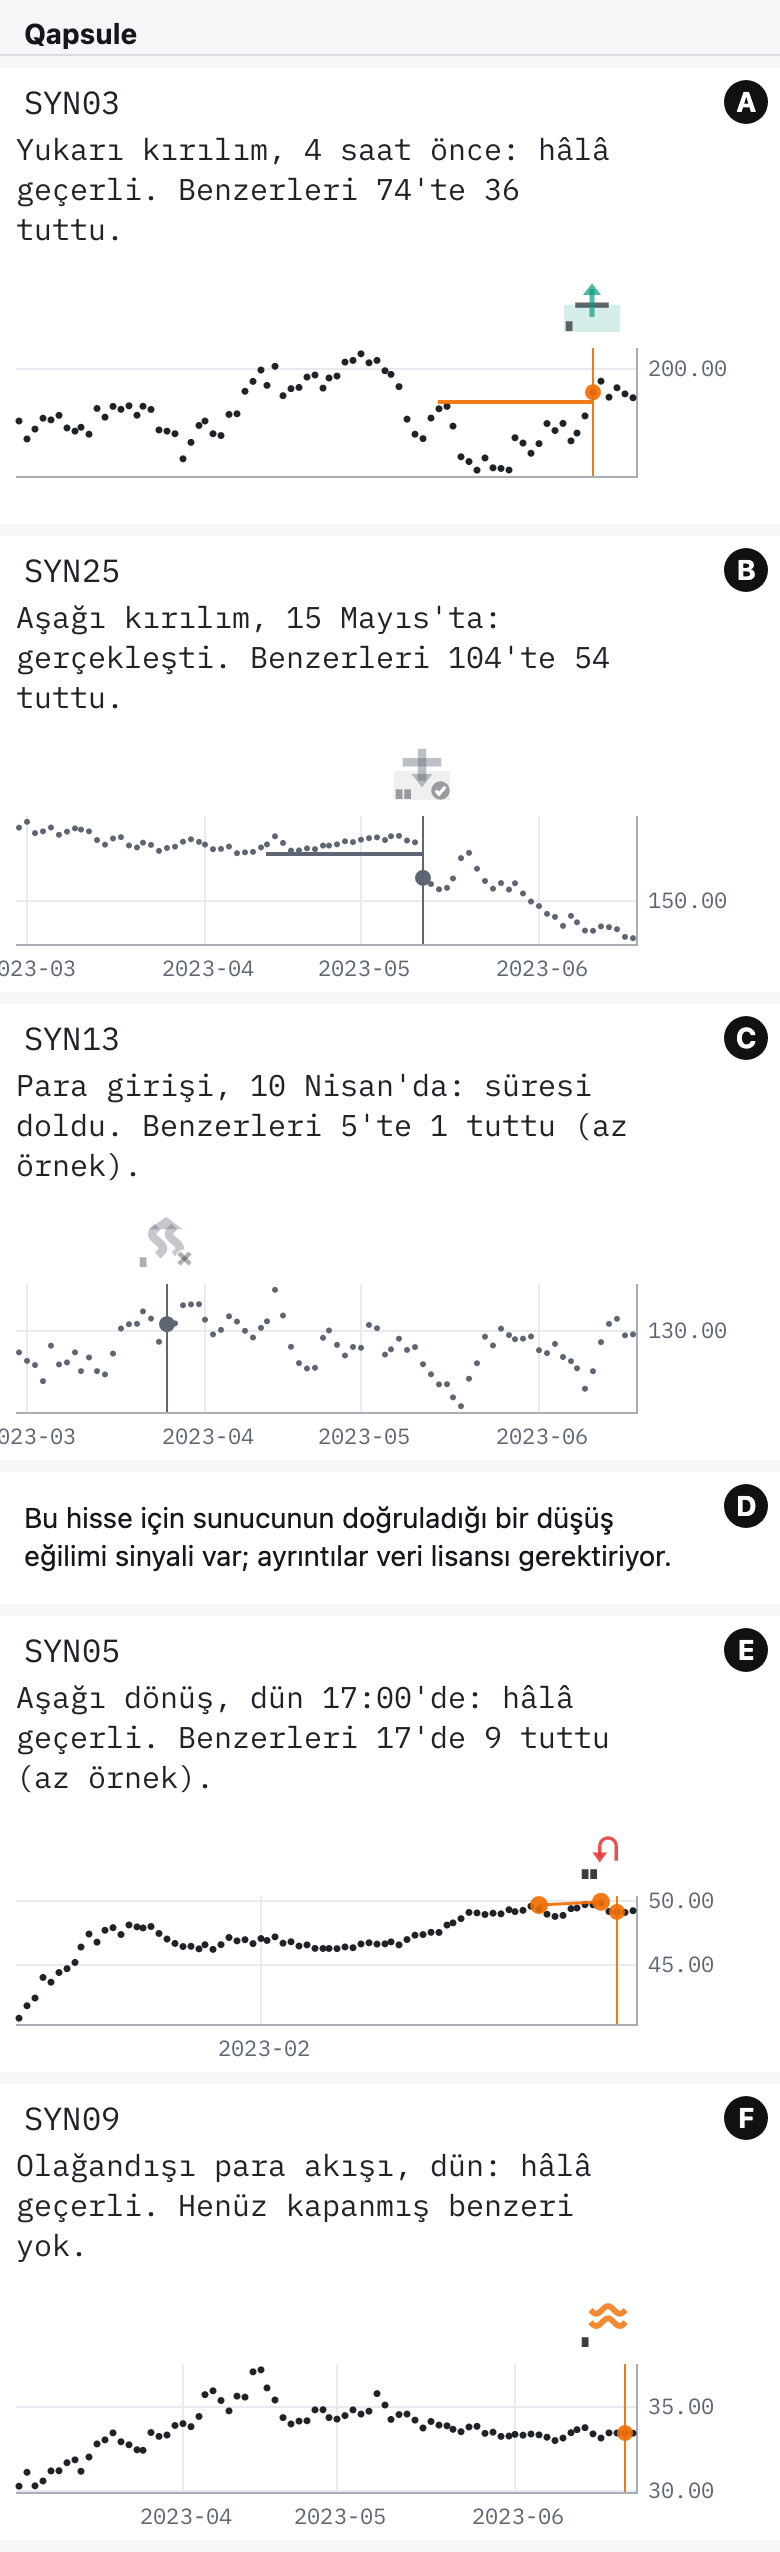 Qapsule
SYN03
A
Yukarı kırılım, 4 saat önce: hâlâ
geçerli. Benzerleri 74'te 36
tuttu.
200.00
SYN25
B
Aşağı kırılım, 15 Mayıs'ta:
gerçekleşti. Benzerleri 104'te 54
tuttu.
150.00
023-03 2023-04 2023-05 2023-06
SYN13
C
Para girişi, 10 Nisan'da: süresi
doldu. Benzerleri 5'te 1 tuttu (az
örnek).
130.00
023-03 2023-04 2023-05 2023-06
D
Bu hisse için sunucunun doğruladığı bir düşüş
eğilimi sinyali var; ayrıntılar veri lisansı gerektiriyor.
SYN05
E
Aşağı dönüş, dün 17:00'de: hâlâ
geçerli. Benzerleri 17'de 9 tuttu
(az örnek).
50.00
45.00
2023-02
SYN09
F
Olağandışı para akışı, dün: hâlâ
geçerli. Henüz kapanmış benzeri
yok.
35.00
30.00
2023-04 2023-05 2023-06